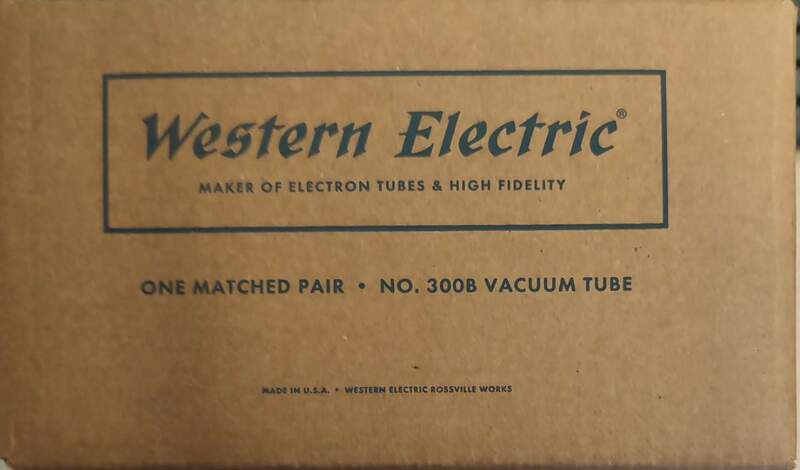 Western Electric®
MAKER OF ELECTRON TUBES & HIGH FIDELITY
ONE MATCHED PAIR • NO. 300B VACUUM TUBE
MADE IN U.S.A. • WESTERN ELECTRIC ROSSVILLE WORKS